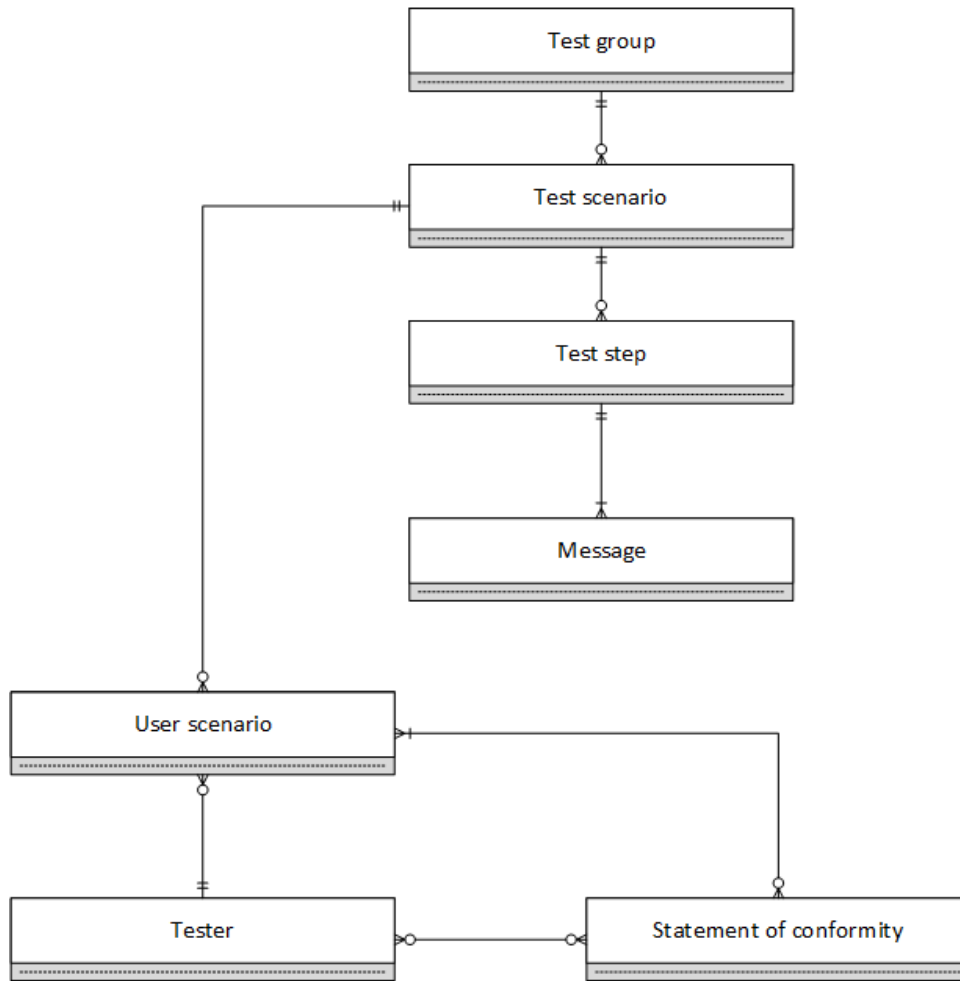 Test group
Test scenario
Test step
Message
User scenario
Tester
Statement of conformity